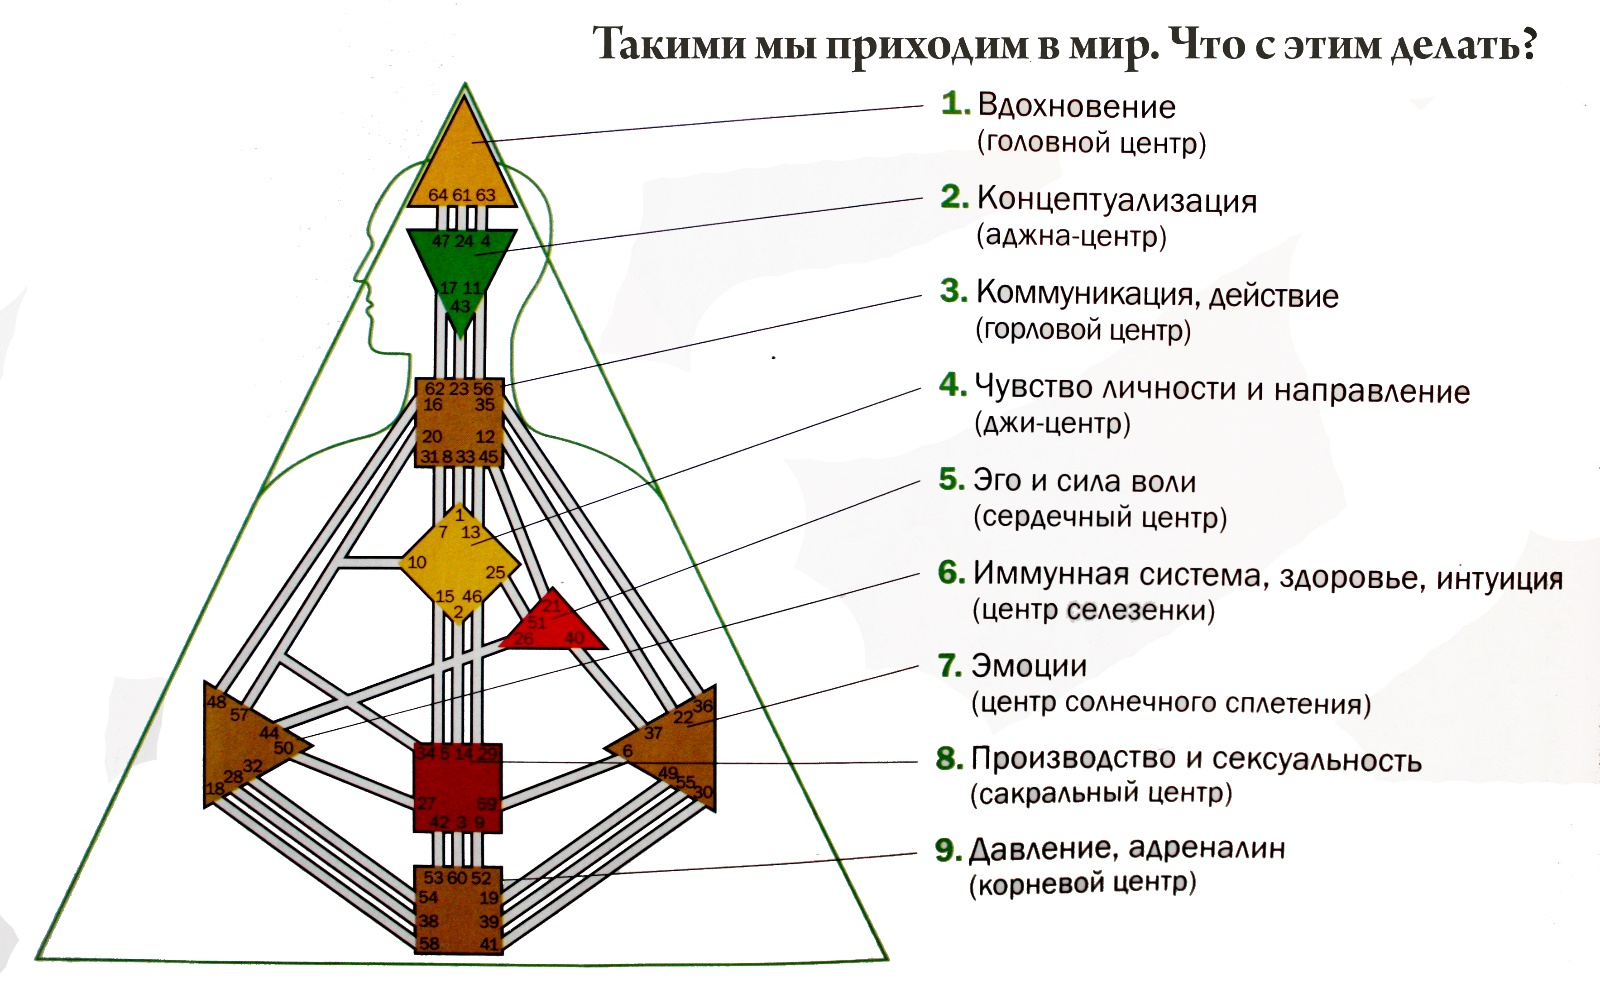 Такими мы приходим в мир. Что с этим делать?
1. Вдохновение
(головной центр)
2. Концептуализация
(аджна-центр)
3. Коммуникация, действие
(горловой центр)
4. Чувство личности и направление
(джи-центр)
5. Эго и сила воли
(сердечный центр)
6. Иммунная система, здоровье, интуиция
(центр селезенки)
7. Эмоции
(центр солнечного сплетения)
8. Производство и сексуальность
(сакральный центр)
9. Давление, адреналин
(корневой центр)
64 61 63
47 24 4
17 11
43
62 23 56
16 35
20 12
31 8 33 45
1
7 13
10
25
15 46
2
21
51
26 40
48
57
44
50
32
28
18
36
22
37
6
49
55
30
34 5 14 29
27 59
42 3 9
53 60 52
54 19
38 39
58 41